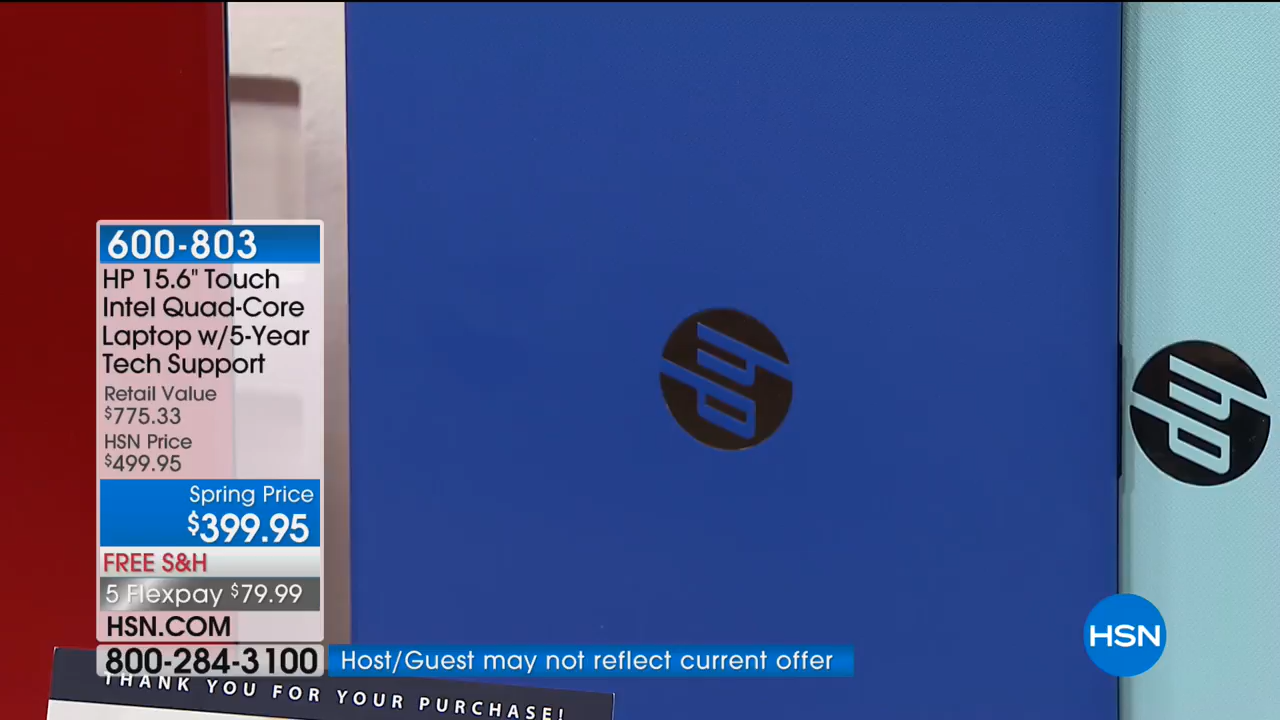 600-803
HP 15.6" Touch
Intel Quad-Core
Laptop w/5-Year
Tech Support
Retail Value
$775.33
HSN Price
$499.95
Spring Price
$399.95
FREE S&H
5 Flexpay $79.99
HSN.COM
800-284-3100
Host/Guest may not reflect current offer
THANK YOU FOR YOUR PURCHASE!
hp
hp
HSN